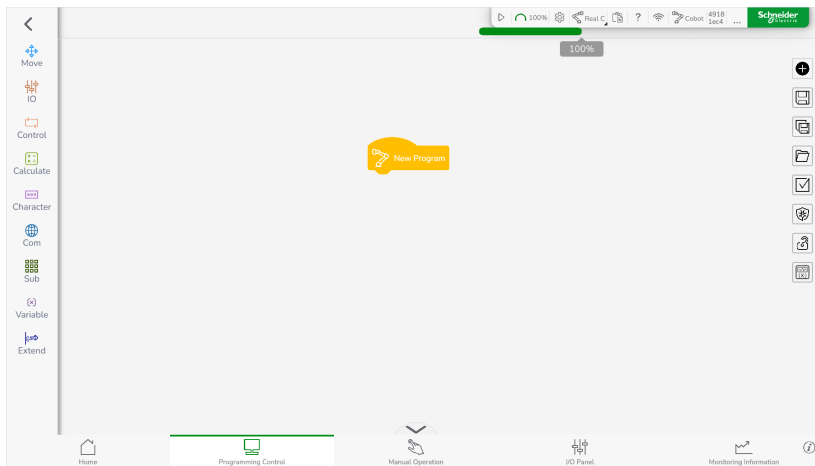 100%
Real C
?
Cobot
4918
1ec4
...
Schneider
Electric
100%
Move
IO
Control
Calculate
Character
Com
Sub
Variable
Extend
New Program
Home
Programming Control
Manual Operation
I/O Panel
Monitoring Information